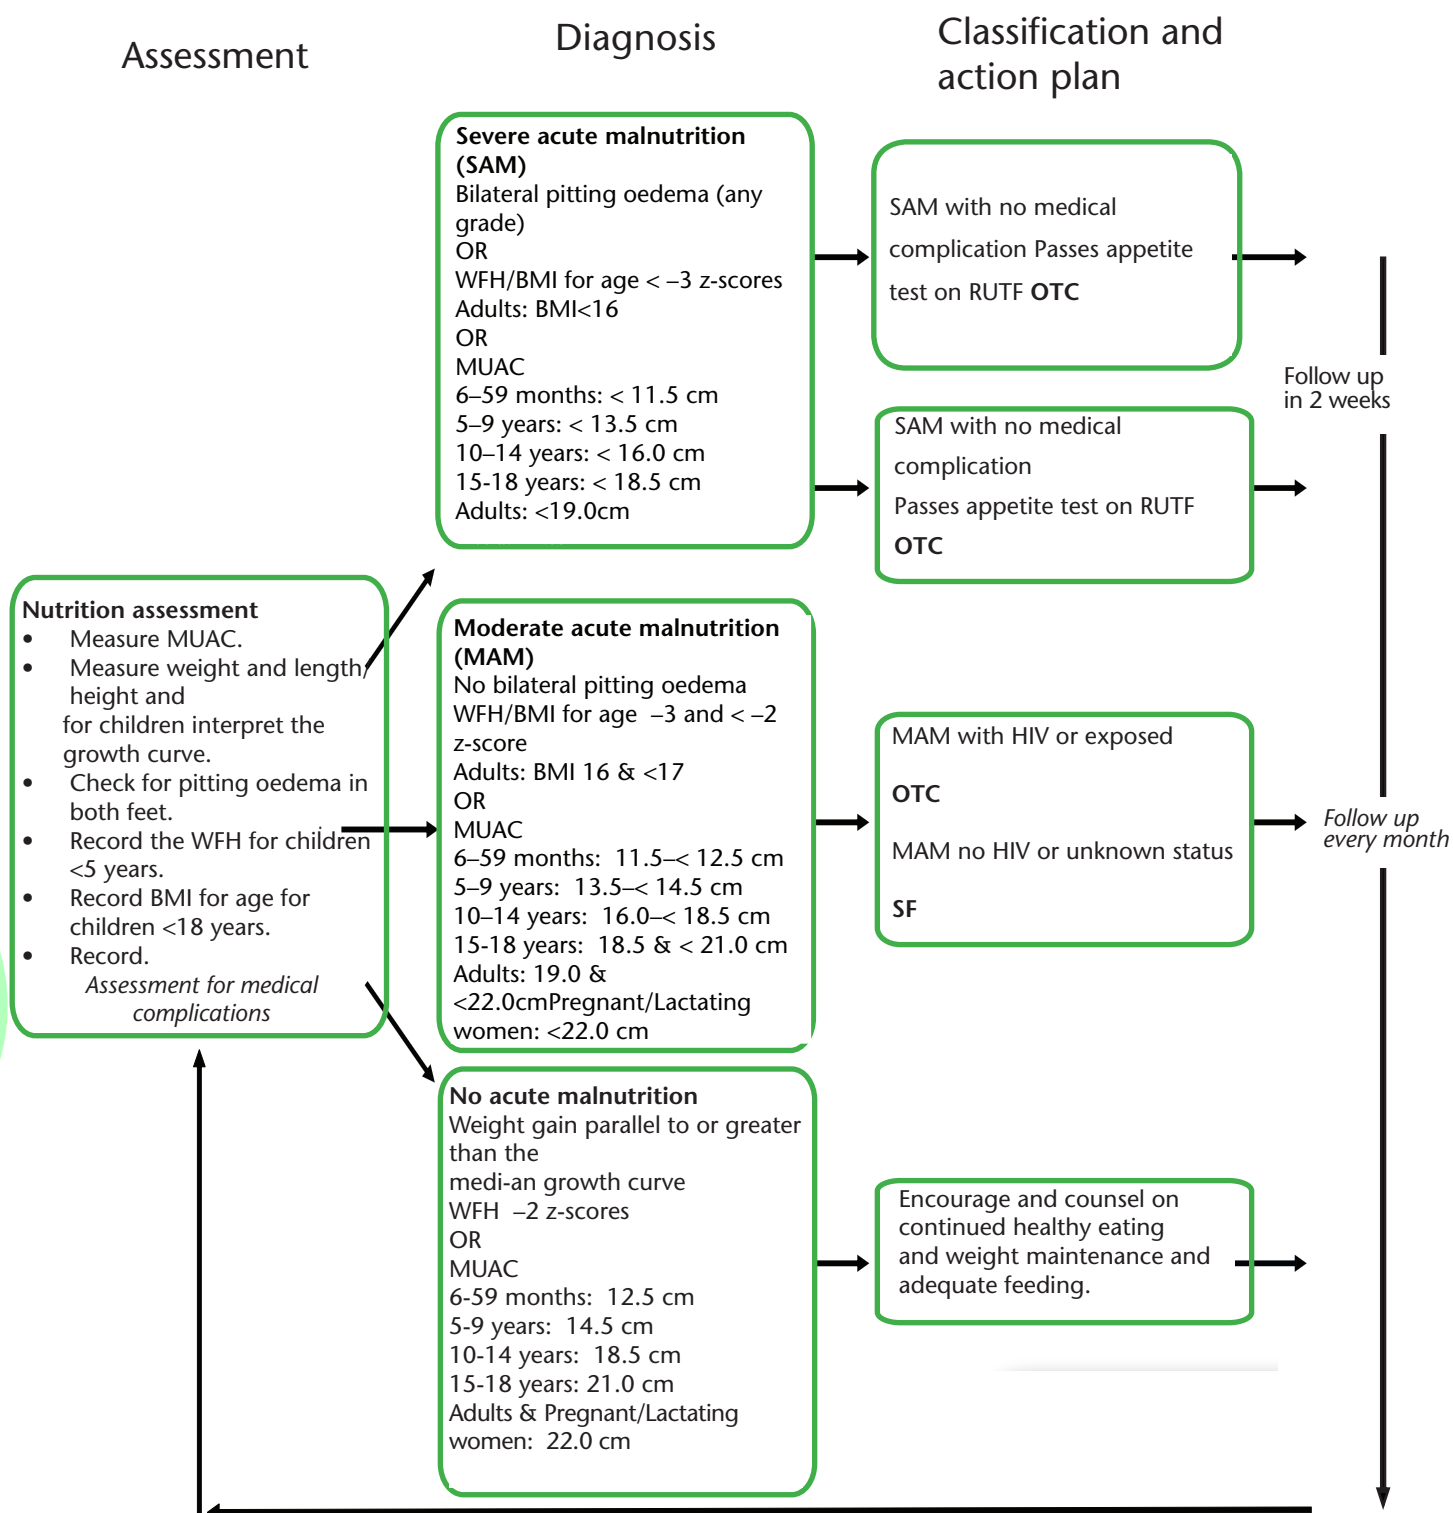 Assessment
Diagnosis
Classification and
action plan
Severe acute malnutrition
(SAM)
Bilateral pitting oedema (any
grade)
OR
WFH/BMI for age < –3 z-scores
Adults: BMI<16
OR
MUAC
6–59 months: < 11.5 cm
5–9 years: < 13.5 cm
10–14 years: < 16.0 cm
15-18 years: < 18.5 cm
Adults: <19.0cm
SAM with no medical
complication Passes appetite
test on RUTF OTC
SAM with no medical
complication
Passes appetite test on RUTF
OTC
Follow up
in 2 weeks
Nutrition assessment
• Measure MUAC.
• Measure weight and length/
height and
for children interpret the
growth curve.
• Check for pitting oedema in
both feet.
• Record the WFH for children
<5 years.
• Record BMI for age for
children <18 years.
• Record.
Assessment for medical
complications
Moderate acute malnutrition
(MAM)
No bilateral pitting oedema
WFH/BMI for age –3 and < –2
z-score
Adults: BMI 16 & <17
OR
MUAC
6–59 months: 11.5–< 12.5 cm
5–9 years: 13.5–< 14.5 cm
10–14 years: 16.0–< 18.5 cm
15-18 years: 18.5 & < 21.0 cm
Adults: 19.0 &
<22.0cmPregnant/Lactating
women: <22.0 cm
MAM with HIV or exposed
OTC
MAM no HIV or unknown status
SF
Follow up
every month
No acute malnutrition
Weight gain parallel to or greater
than the
medi-an growth curve
WFH –2 z-scores
OR
MUAC
6-59 months: 12.5 cm
5-9 years: 14.5 cm
10-14 years: 18.5 cm
15-18 years: 21.0 cm
Adults & Pregnant/Lactating
women: 22.0 cm
Encourage and counsel on
continued healthy eating
and weight maintenance and
adequate feeding.